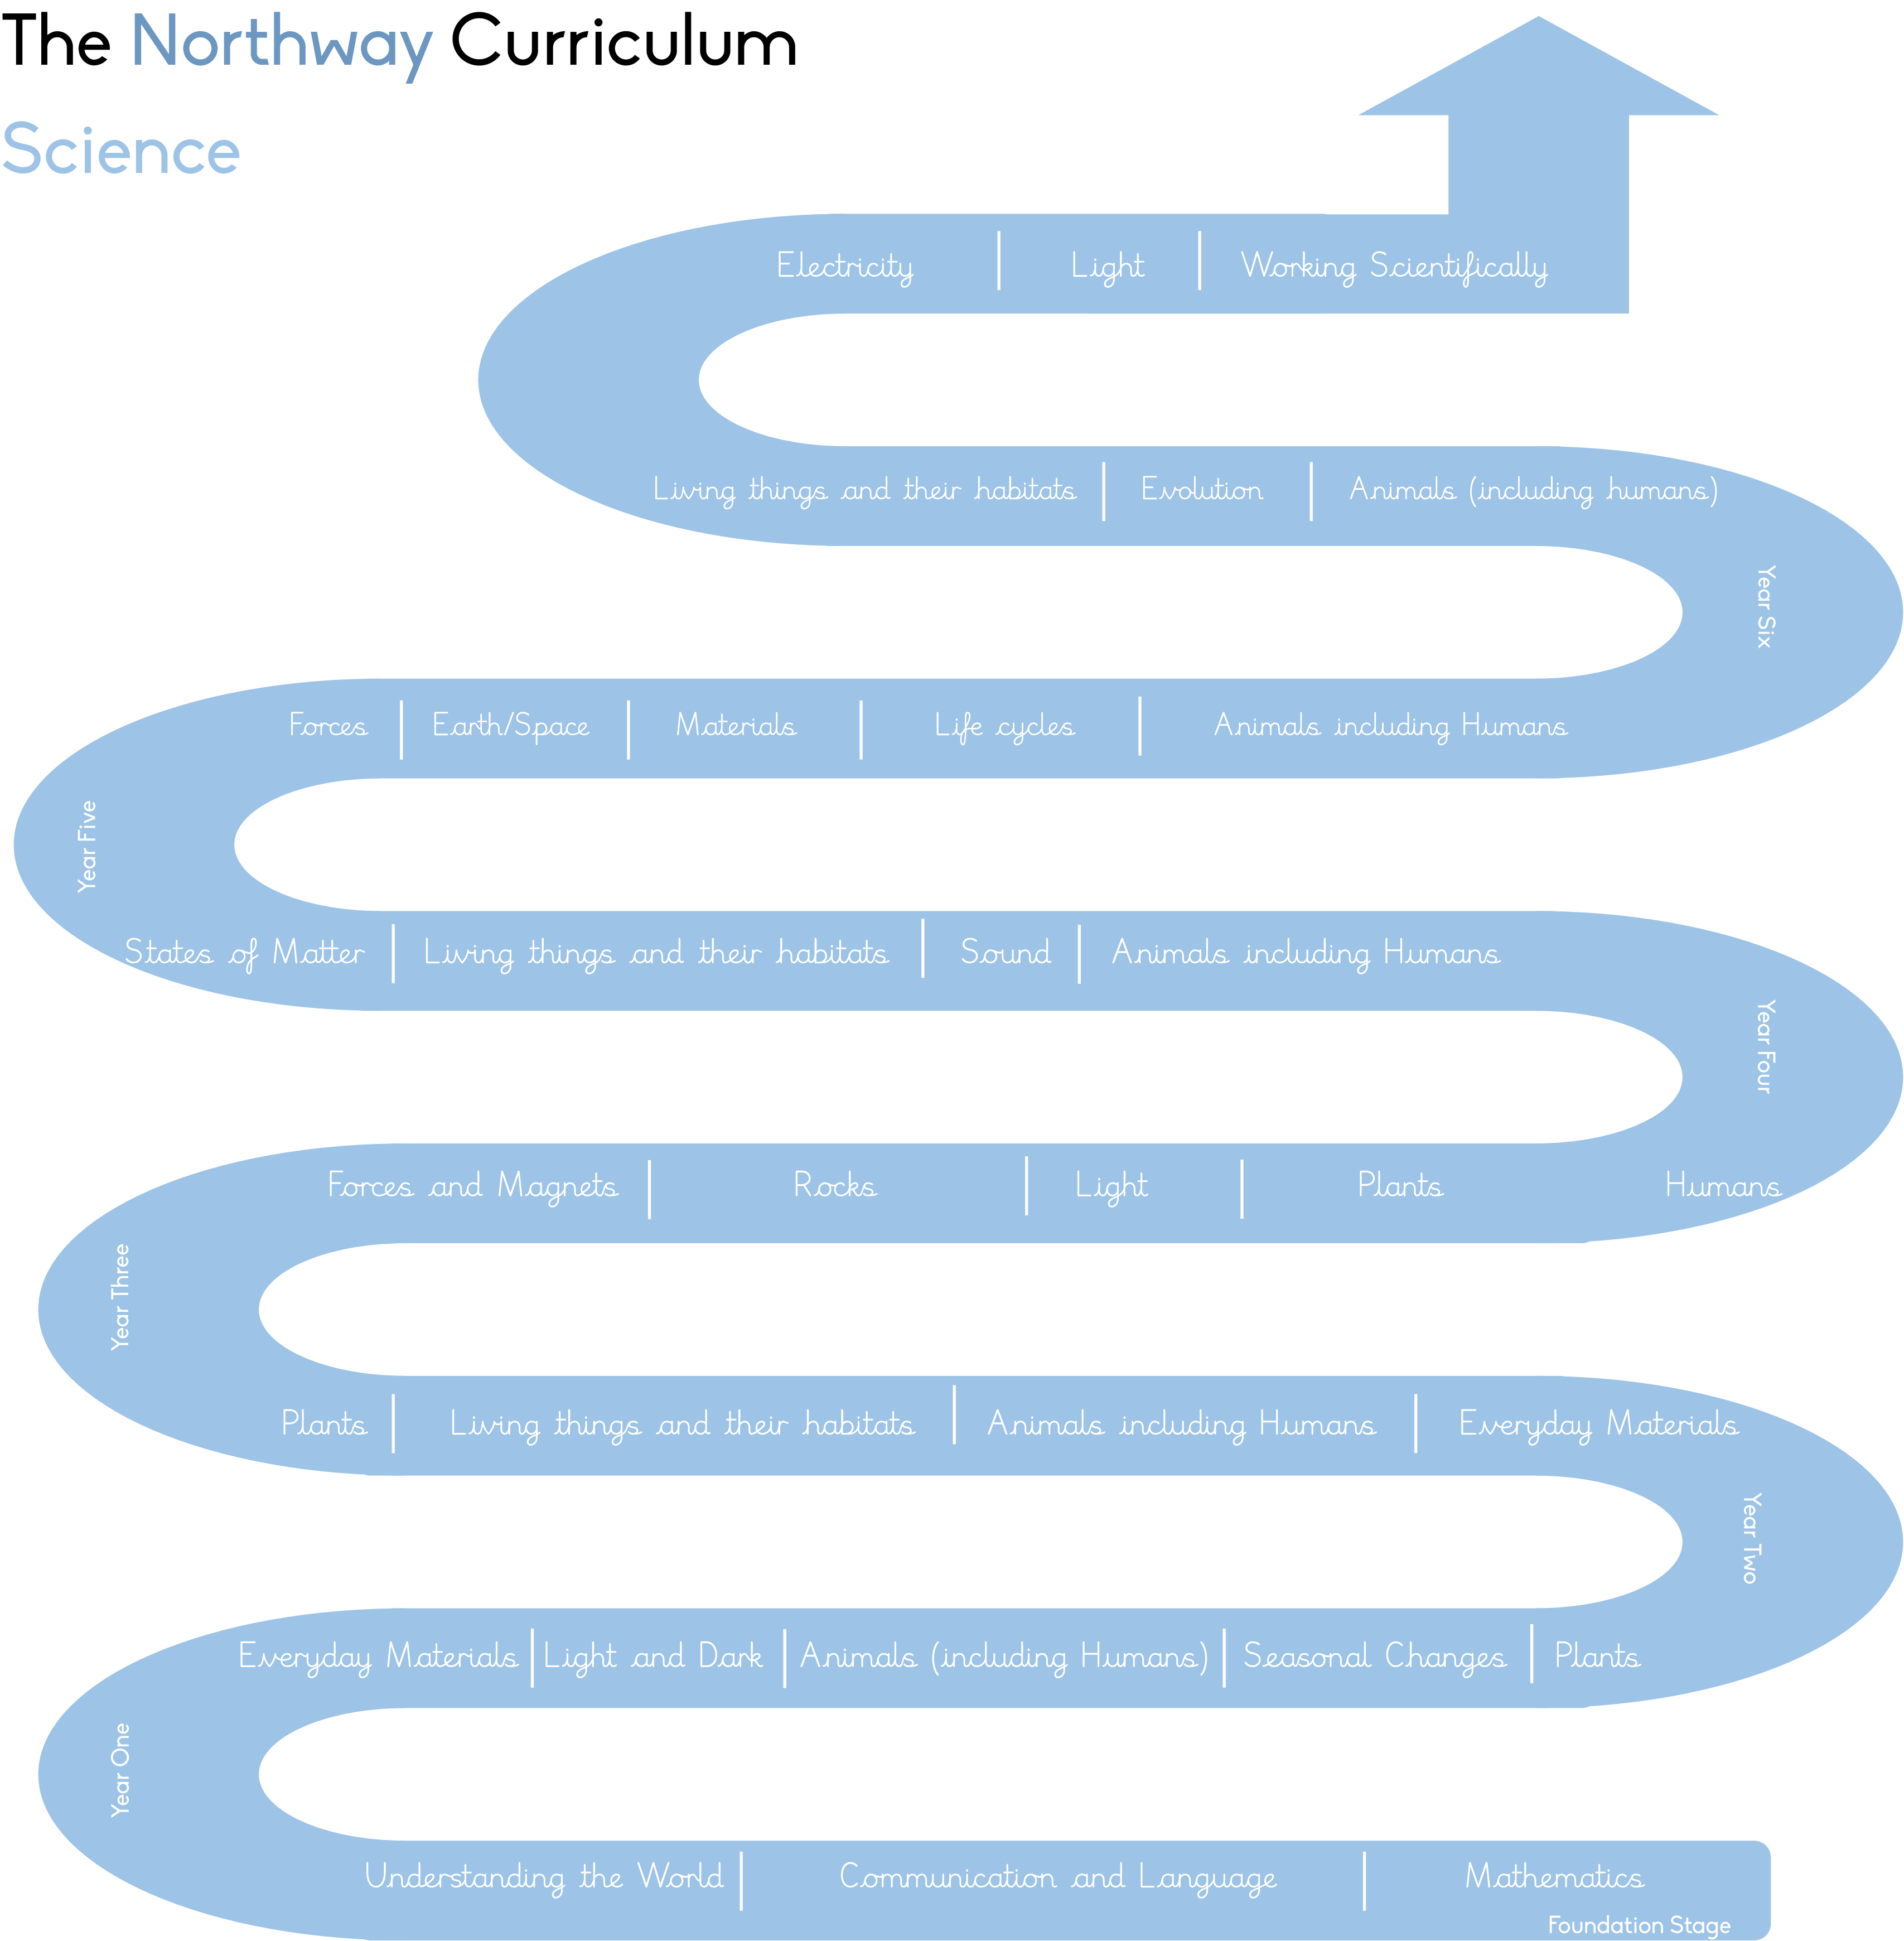 The Northway Curriculum
Science
Electricity | Light | Working Scientifically
Living things and their habitats | Evolution | Animals (including humans)
Year Six
Forces | Earth/Space | Materials | Life cycles | Animals including Humans
Year Five
States of Matter | Living things and their habitats | Sound | Animals including Humans
Year Four
Forces and Magnets | Rocks | Light | Plants Humans
Year Three
Plants | Living things and their habitats | Animals including Humans | Everyday Materials
Year Two
Everyday Materials | Light and Dark | Animals (including Humans) | Seasonal Changes | Plants
Year One
Understanding the World | Communication and Language | Mathematics
Foundation Stage